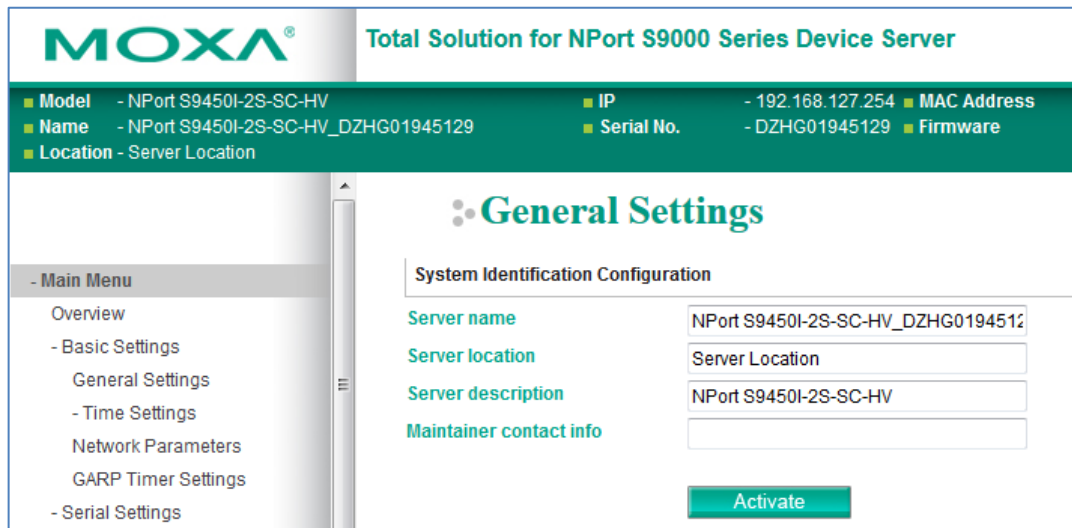 MOXA®
Total Solution for NPort S9000 Series Device Server
Model - NPort S9450I-2S-SC-HV
IP - 192.168.127.254
MAC Address
Name - NPort S9450I-2S-SC-HV_DZHG01945129
Serial No. - DZHG01945129
Firmware
Location - Server Location
- Main Menu
Overview
- Basic Settings
General Settings
- Time Settings
Network Parameters
GARP Timer Settings
- Serial Settings
General Settings
System Identification Configuration
Server name NPort S9450I-2S-SC-HV_DZHG0194512
Server location Server Location
Server description NPort S9450I-2S-SC-HV
Maintainer contact info
Activate